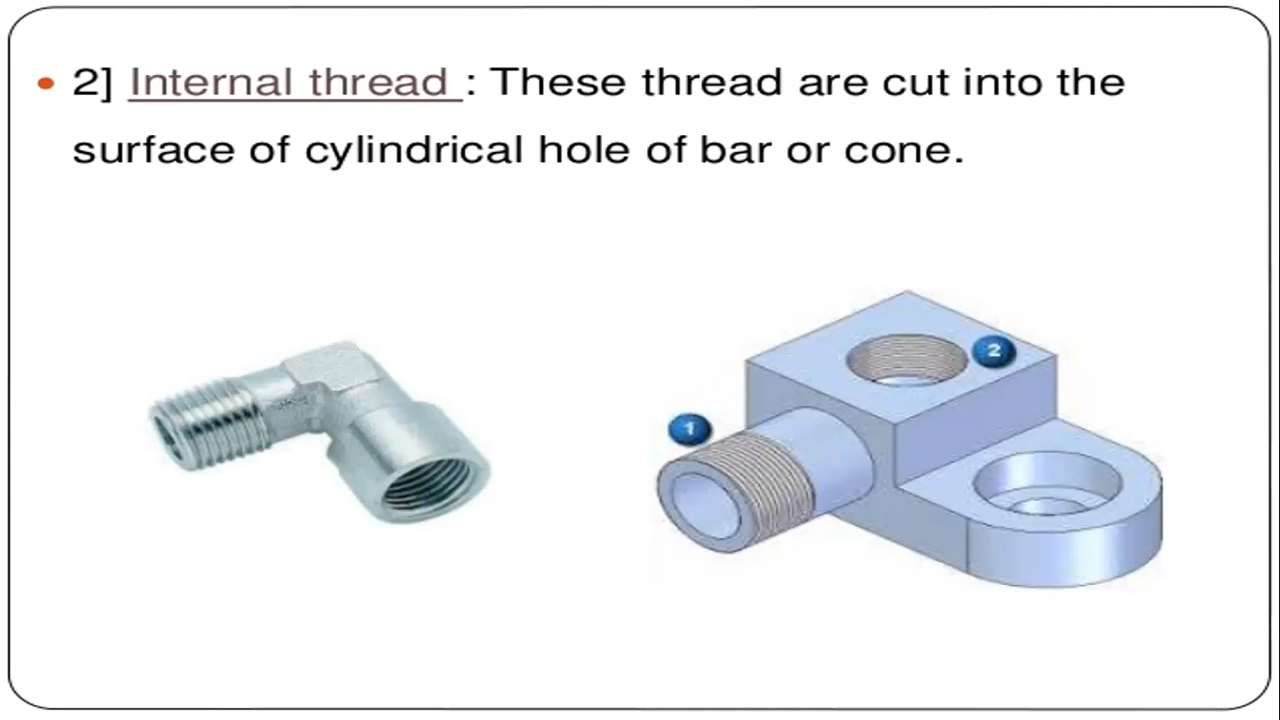 • 2] Internal thread : These thread are cut into the
surface of cylindrical hole of bar or cone.
2
1